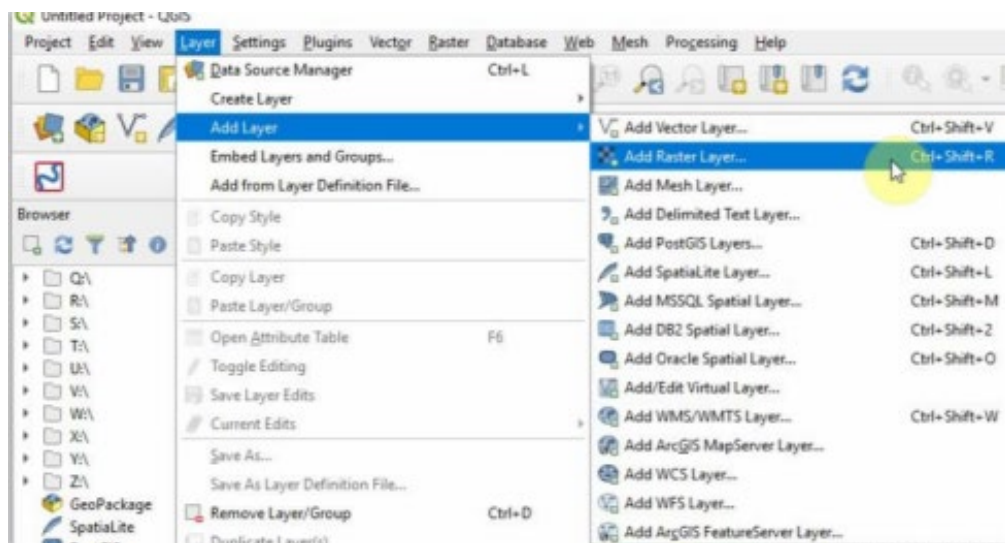 Untitled Project - QGIS
Project Edit View Layer Settings Plugins Vector Raster Database Web Mesh Processing Help
Data Source Manager Ctrl+L
Create Layer
Add Layer
Embed Layers and Groups...
Add from Layer Definition File...
Copy Style
Paste Style
Copy Layer
Paste Layer/Group
Open Attribute Table F6
Toggle Editing
Save Layer Edits
Current Edits
Save As...
Save As Layer Definition File...
Remove Layer/Group Ctrl+D
Duplicate Layer(s)
Add Vector Layer... Ctrl+Shift+V
Add Raster Layer... Ctrl+Shift+R
Add Mesh Layer...
Add Delimited Text Layer...
Add PostGIS Layers... Ctrl+Shift+D
Add SpatiaLite Layer... Ctrl+Shift+L
Add MSSQL Spatial Layer... Ctrl+Shift+M
Add DB2 Spatial Layer... Ctrl+Shift+2
Add Oracle Spatial Layer... Ctrl+Shift+O
Add/Edit Virtual Layer...
Add WMS/WMTS Layer... Ctrl+Shift+W
Add ArcGIS MapServer Layer...
Add WCS Layer...
Add WFS Layer...
Add ArcGIS FeatureServer Layer...
Browser
Q:\
R:\
S:\
T:\
U:\
V:\
W:\
X:\
Y:\
Z:\
GeoPackage
SpatiaLite